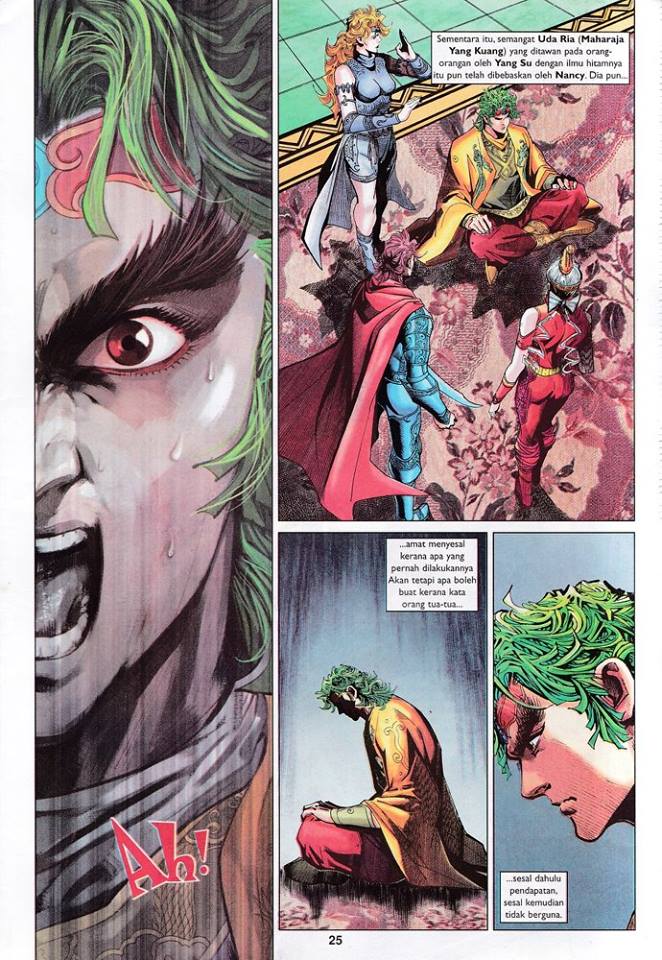 Sementara itu, semangat Uda Ria (Maharaja
Yang Kuang) yang ditawan pada orang-
orangan oleh Yang Su dengan ilmu hitamnya
itu pun telah dibebaskan oleh Nancy. Dia pun...
Ah!
...amat menyesal
kerana apa yang
pernah dilakukannya
Akan tetapi apa boleh
buat kerana kata
orang tua-tua...
...sesal dahulu
pendapatan,
sesal kemudian
tidak berguna.
25